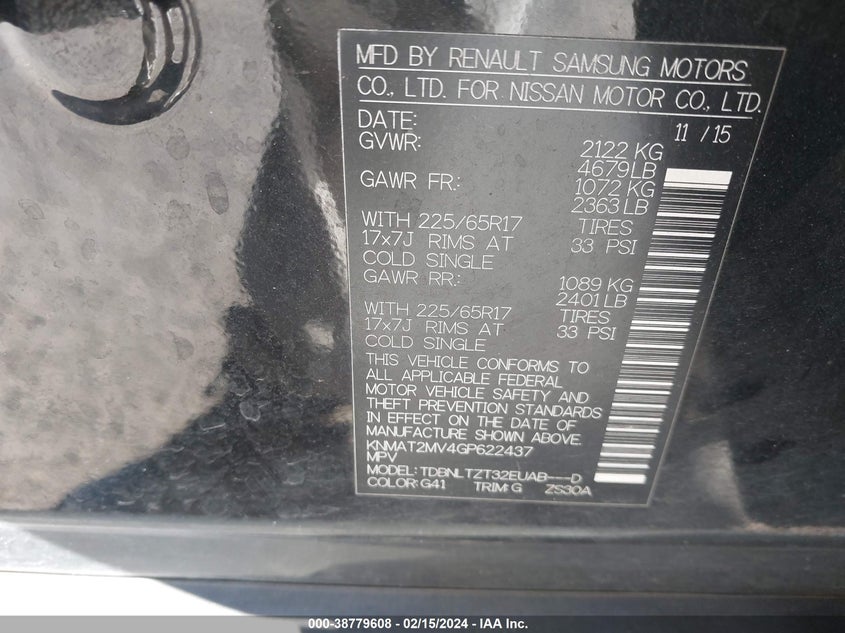 MFD BY RENAULT SAMSUNG MOTORS
CO., LTD. FOR NISSAN MOTOR CO., LTD.
DATE: 11 / 15
GVWR: 2122 KG
4679LB
GAWR FR.: 1072 KG
2363 LB
WITH 225/65R17 TIRES
17x7J RIMS AT 33 PSI
COLD SINGLE
GAWR RR.: 1089 KG
2401 LB
WITH 225/65R17 TIRES
17x7J RIMS AT 33 PSI
COLD SINGLE
THIS VEHICLE CONFORMS TO
ALL APPLICABLE FEDERAL
MOTOR VEHICLE SAFETY AND
THEFT PREVENTION STANDARDS
IN EFFECT ON THE DATE OF
MANUFACTURE SHOWN ABOVE.
KNMAT2MV4GP622437
MPV
MODEL: TDBNLTZT32EUAB---D
COLOR: G41 TRIM: G ZS30A
000-38779608 - 02/15/2024 - IAA Inc.